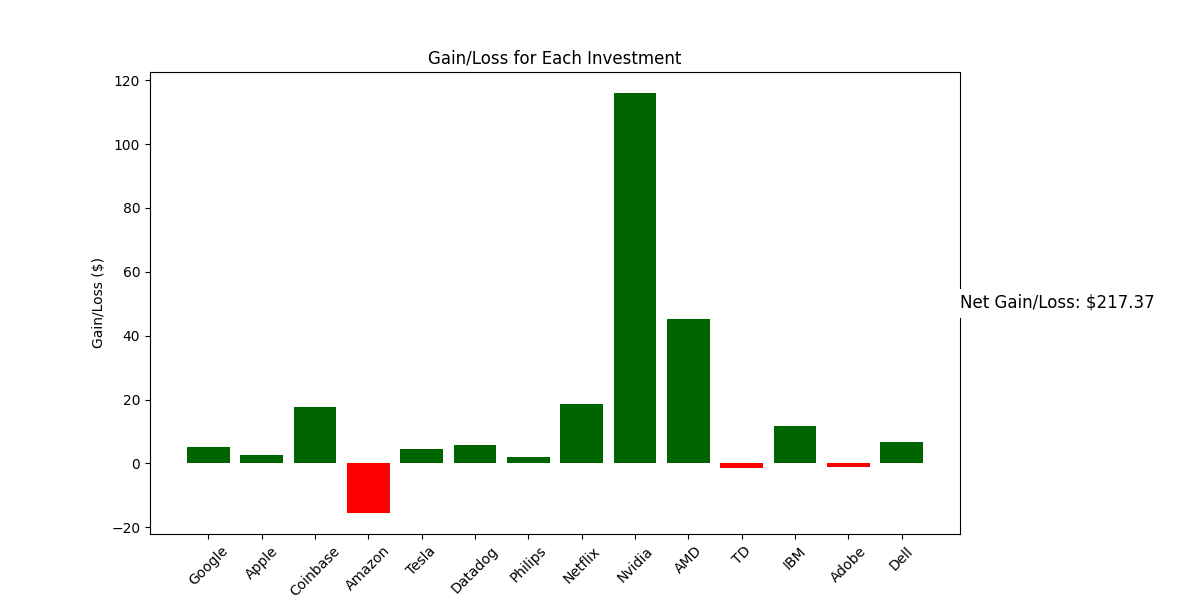 Gain/Loss for Each Investment
120
100
80
60
40
20
0
−20
Gain/Loss ($)
Net Gain/Loss: $217.37
Google
Apple
Coinbase
Amazon
Tesla
Datadog
Philips
Netflix
Nvidia
AMD
TD
IBM
Adobe
Dell